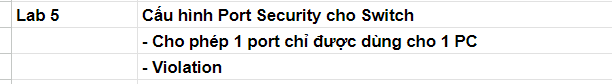 Lab 5 Cấu hình Port Security cho Switch
- Cho phép 1 port chỉ được dùng cho 1 PC
- Violation